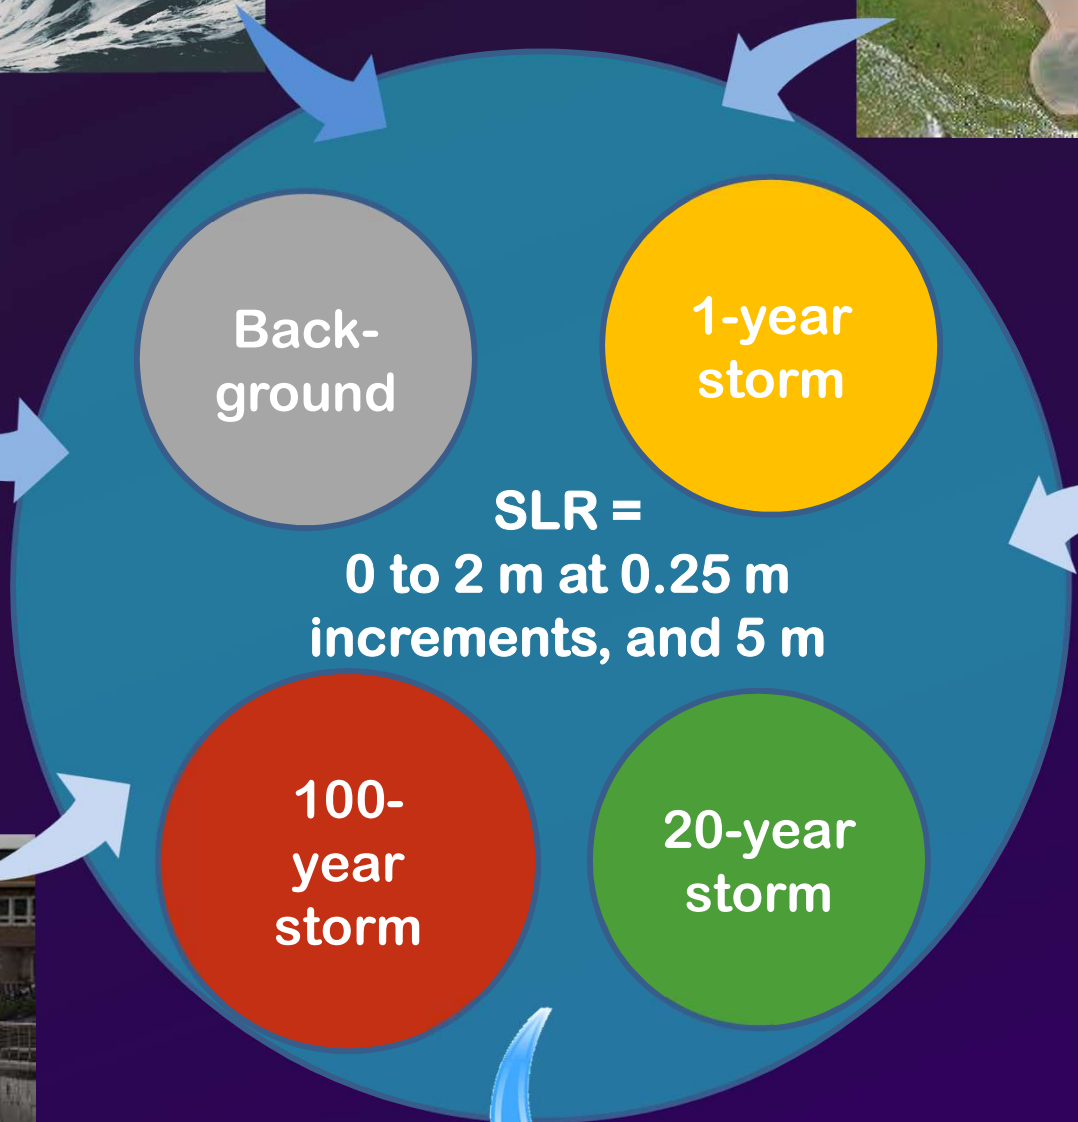 Back-
ground
1-year
storm
SLR =
0 to 2 m at 0.25 m
increments, and 5 m
100-
year
storm
20-year
storm